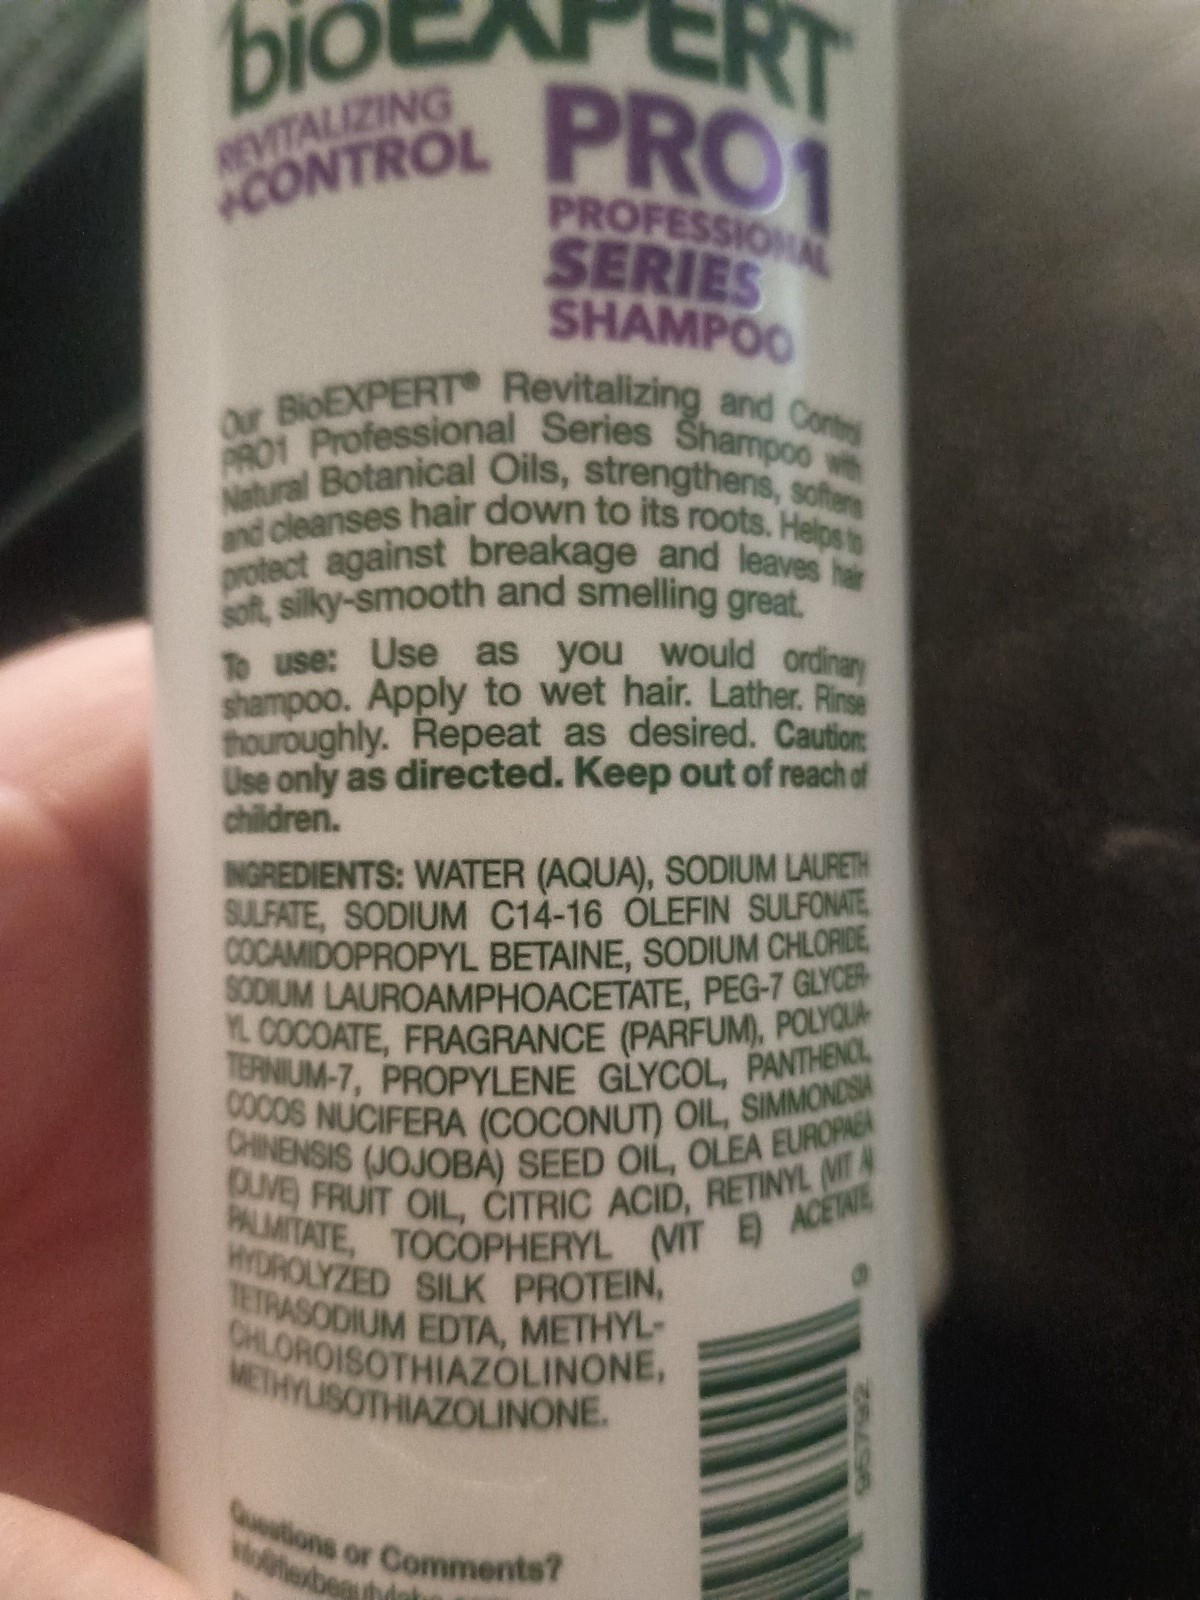 bioEXPERT
REVITALIZING
+CONTROL
PRO1
PROFESSIONAL
SERIES
SHAMPOO
Our BioEXPERT® Revitalizing and Control
PRO1 Professional Series Shampoo with
Natural Botanical Oils, strengthens, softens
and cleanses hair down to its roots. Helps to
protect against breakage and leaves hair
soft, silky-smooth and smelling great.
To use: Use as you would ordinary
shampoo. Apply to wet hair. Lather. Rinse
thouroughly. Repeat as desired. Caution:
Use only as directed. Keep out of reach of
children.
INGREDIENTS: WATER (AQUA), SODIUM LAURETH
SULFATE, SODIUM C14-16 OLEFIN SULFONATE,
COCAMIDOPROPYL BETAINE, SODIUM CHLORIDE,
SODIUM LAUROAMPHOACETATE, PEG-7 GLYCER-
YL COCOATE, FRAGRANCE (PARFUM), POLYQUA-
TERNIUM-7, PROPYLENE GLYCOL, PANTHENOL,
COCOS NUCIFERA (COCONUT) OIL, SIMMONDSIA
CHINENSIS (JOJOBA) SEED OIL, OLEA EUROPAEA
(OLIVE) FRUIT OIL, CITRIC ACID, RETINYL (VIT A)
PALMITATE, TOCOPHERYL (VIT E) ACETATE,
HYDROLYZED SILK PROTEIN,
TETRASODIUM EDTA, METHYL-
CHLOROISOTHIAZOLINONE,
METHYLISOTHIAZOLINONE.
Questions or Comments?